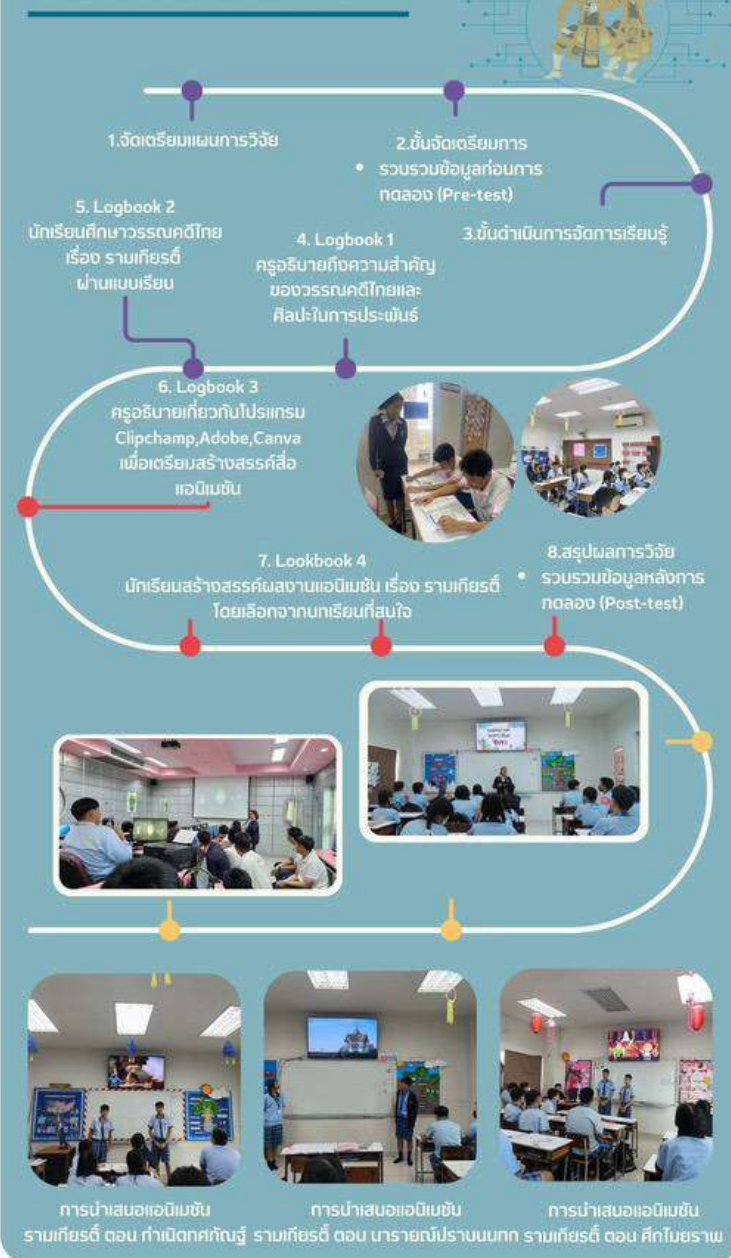 1.จัดเตรียมแผนการวิจัย
2.ขั้นจัดเตรียมการ
• รวบรวมข้อมูลก่อนการ
ทดลอง (Pre-test)
3.ขั้นดำเนินการจัดการเรียนรู้
4. Logbook 1
ครูอธิบายถึงความสำคัญ
ของวรรณคดีไทยและ
ศิลปะในการประพันธ์
5. Logbook 2
นักเรียนศึกษาวรรณคดีไทย
เรื่อง รามเกียรติ์
ผ่านแบบเรียน
6. Logbook 3
ครูอธิบายเกี่ยวกับโปรแกรม
Clipchamp,Adobe,Canva
เพื่อเตรียมสร้างสรรค์สื่อ
แอนิเมชัน
7. Lookbook 4
นักเรียนสร้างสรรค์ผลงานแอนิเมชัน เรื่อง รามเกียรติ์
โดยเลือกจากบทเรียนที่สนใจ
8.สรุปผลการวิจัย
• รวบรวมข้อมูลหลังการ
ทดลอง (Post-test)
การนำเสนอแอนิเมชัน
รามเกียรติ์ ตอน กำเนิดทศกัณฐ์
การนำเสนอแอนิเมชัน
รามเกียรติ์ ตอน นารายณ์ปราบนนทก
การนำเสนอแอนิเมชัน
รามเกียรติ์ ตอน ศึกไมยราพ